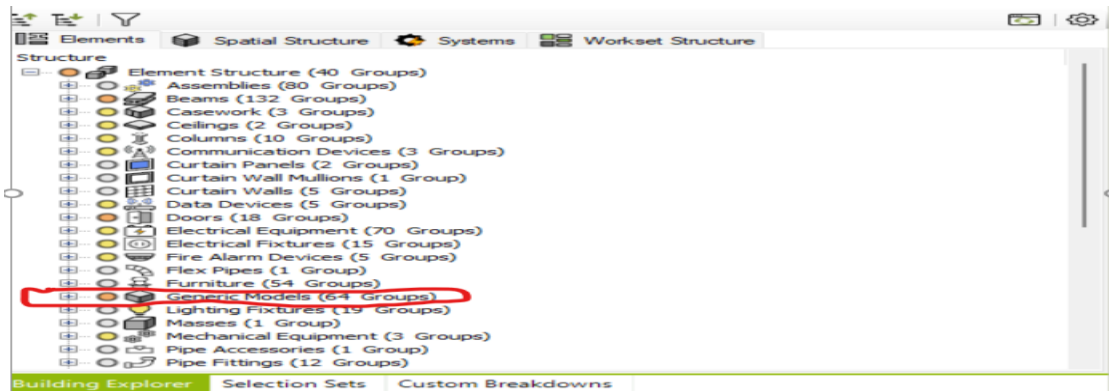 Elements Spatial Structure Systems Workset Structure
Structure
Element Structure (40 Groups)
Assemblies (80 Groups)
Beams (132 Groups)
Casework (3 Groups)
Ceilings (2 Groups)
Columns (10 Groups)
Communication Devices (3 Groups)
Curtain Panels (2 Groups)
Curtain Wall Mullions (1 Group)
Curtain Walls (5 Groups)
Data Devices (5 Groups)
Doors (18 Groups)
Electrical Equipment (70 Groups)
Electrical Fixtures (15 Groups)
Fire Alarm Devices (5 Groups)
Flex Pipes (1 Group)
Furniture (54 Groups)
Generic Models (64 Groups)
Lighting Fixtures (19 Groups)
Masses (1 Group)
Mechanical Equipment (3 Groups)
Pipe Accessories (1 Group)
Pipe Fittings (12 Groups)
Building Explorer Selection Sets Custom Breakdowns